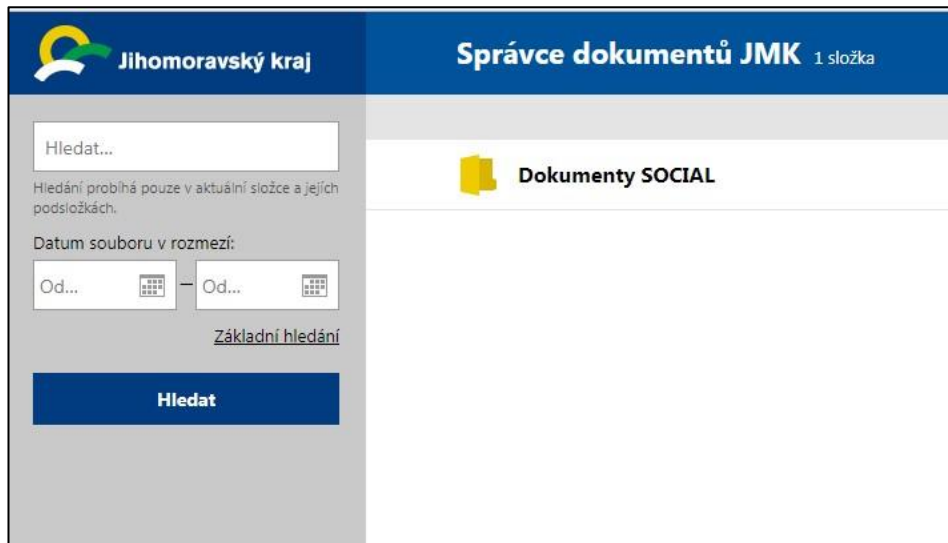 Jihomoravský kraj
Správce dokumentů JMK 1 složka
Hledat...
Hledání probíhá pouze v aktuální složce a jejích
podsložkách.
Datum souboru v rozmezí:
Od... – Od...
Základní hledání
Hledat
Dokumenty SOCIAL